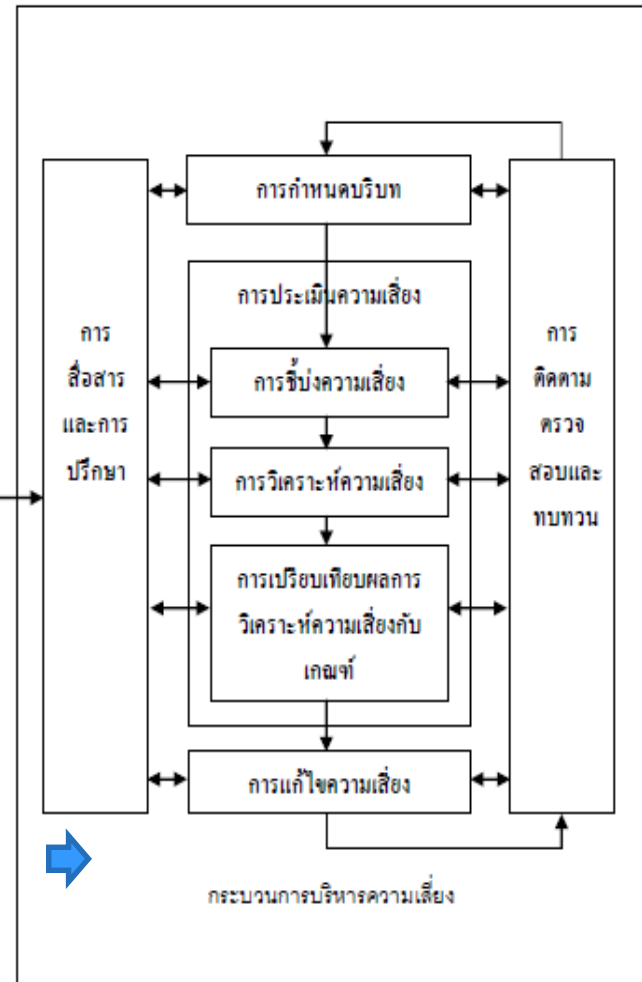 การกำหนดบริบท
การประเมินความเสี่ยง
การ
สื่อสาร
และการ
ปรึกษา
การชี้บ่งความเสี่ยง
การวิเคราะห์ความเสี่ยง
การเปรียบเทียบผลการ
วิเคราะห์ความเสี่ยงกับ
เกณฑ์
การแก้ไขความเสี่ยง
การ
ติดตาม
ตรวจ
สอบและ
ทบทวน
กระบวนการบริหารความเสี่ยง